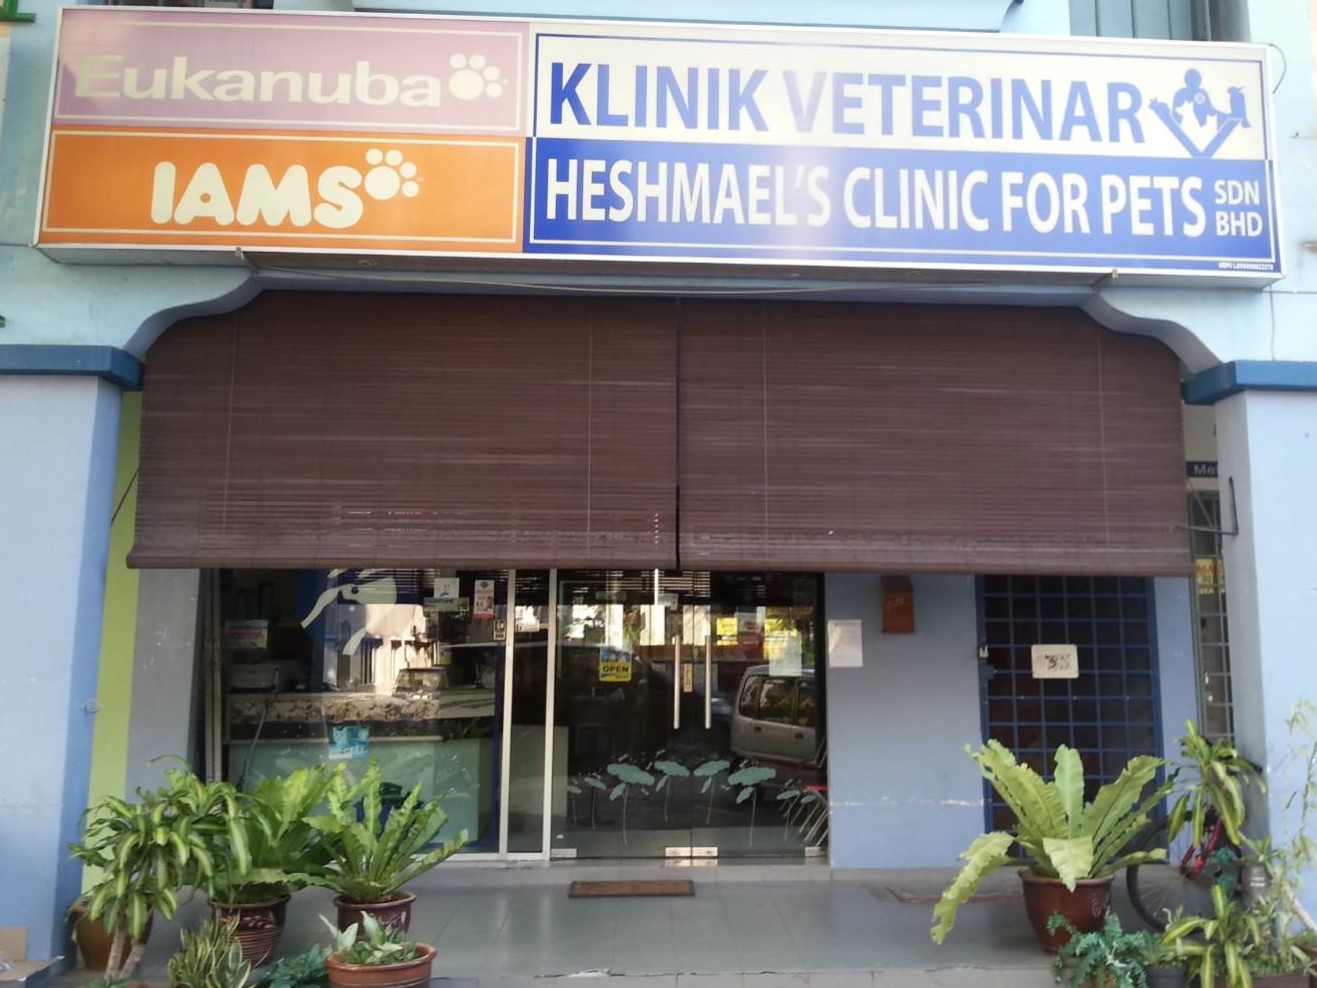 Eukanuba
IAMS
KLINIK VETERINAR
HESHMAEL'S CLINIC FOR PETS SDN BHD
OPEN